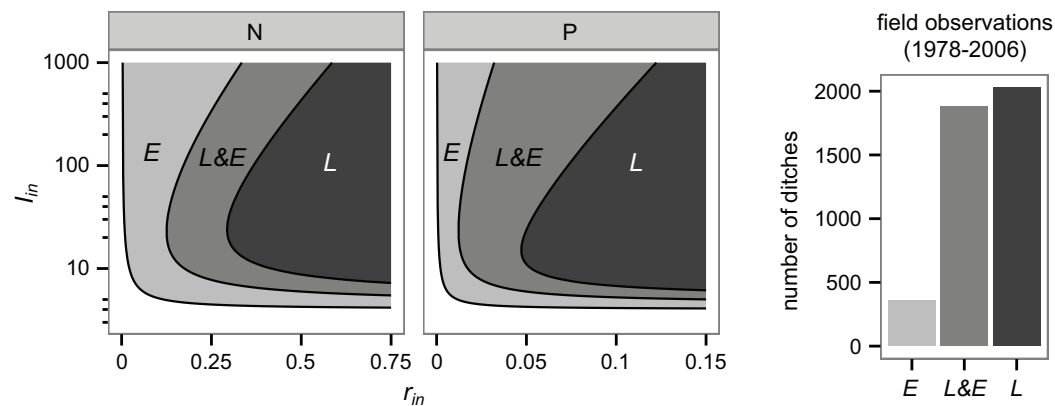 N
P
field observations
(1978-2006)
1000
100
10
I_in
E
L&E
L
E
L&E
L
0
0.25
0.5
0.75
0
0.05
0.1
0.15
r_in
number of ditches
2000
1500
1000
500
0
E
L&E
L